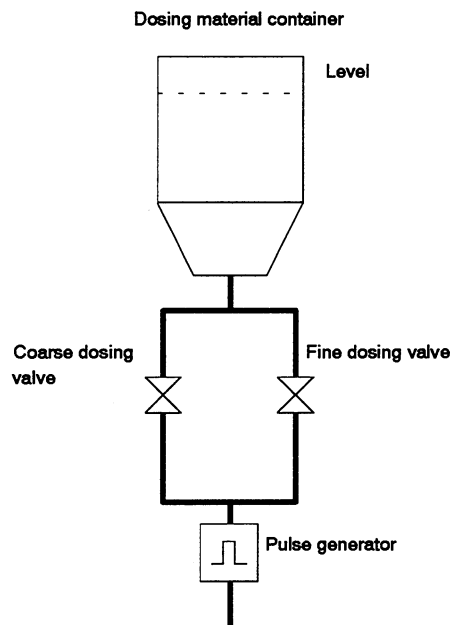 Dosing material container
Level
Coarse dosing
valve
Fine dosing valve
Pulse generator